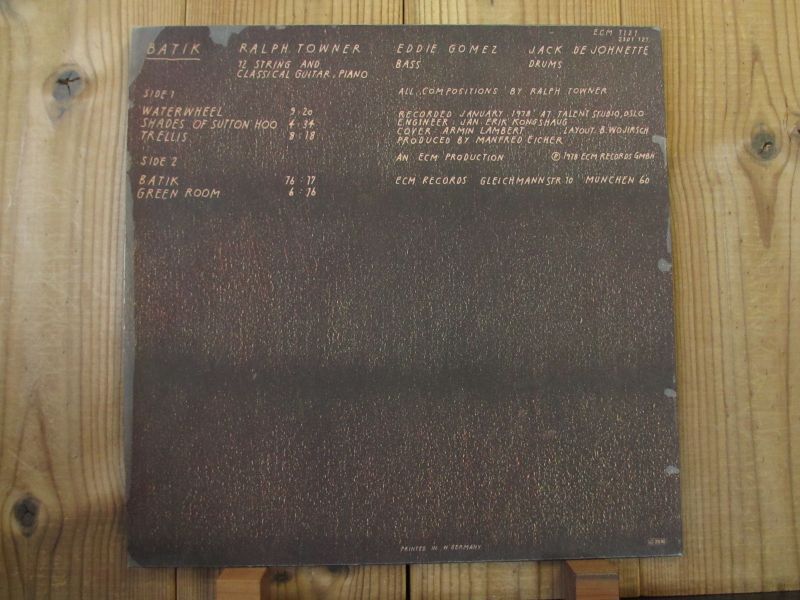 BATIK
RALPH TOWNER
12 STRING AND
CLASSICAL GUITAR, PIANO
EDDIE GOMEZ
BASS
JACK DEJOHNETTE
DRUMS
ECM 1121
2301 121
SIDE 1
WATERWHEEL 9:20
SHADES OF SUTTON HOO
TRELLIS 8:18
SIDE 2
BATIK 16:17
GREEN ROOM 6:16
ALL COMPOSITIONS BY RALPH TOWNER
RECORDED JANUARY 1978 AT TALENT STUDIO, OSLO
ENGINEER: JAN ERIK KONGSHAUG
COVER: ARMIN LAMBERT LAYOUT: B. WOJIRSCH
PRODUCED BY MANFRED EICHER
AN ECM PRODUCTION ℗ 1978 ECM RECORDS GMBH
ECM RECORDS GLEICHMANNSTR 10 MÜNCHEN 60
PRINTED IN W. GERMANY